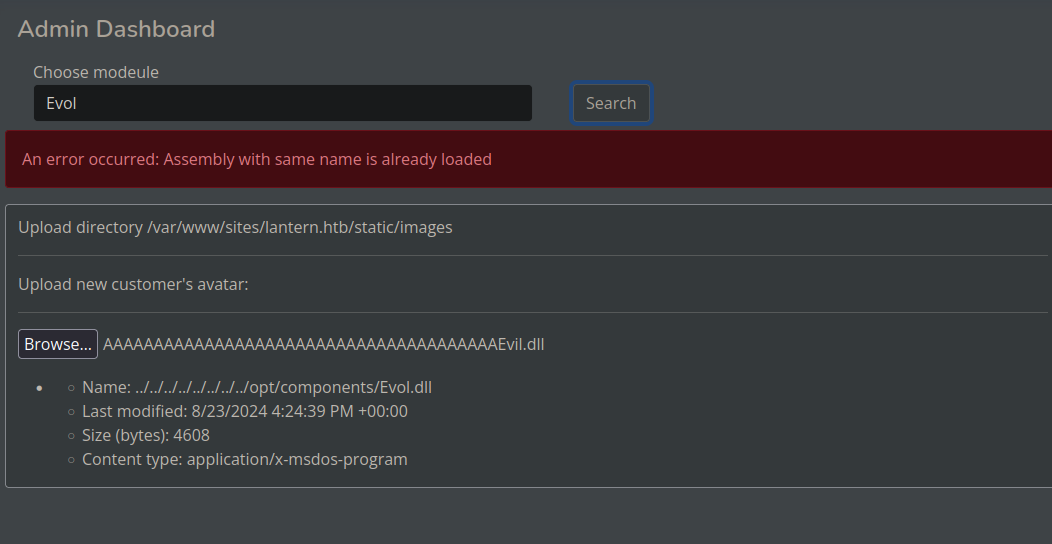 Admin Dashboard
Choose modeule
Evol
Search
An error occurred: Assembly with same name is already loaded
Upload directory /var/www/sites/lantern.htb/static/images
Upload new customer's avatar:
Browse... AAAAAAAAAAAAAAAAAAAAAAAAAAAAAAAAAAAAAAAAEvil.dll
Name: ../../../../../../../../opt/components/Evol.dll
Last modified: 8/23/2024 4:24:39 PM +00:00
Size (bytes): 4608
Content type: application/x-msdos-program